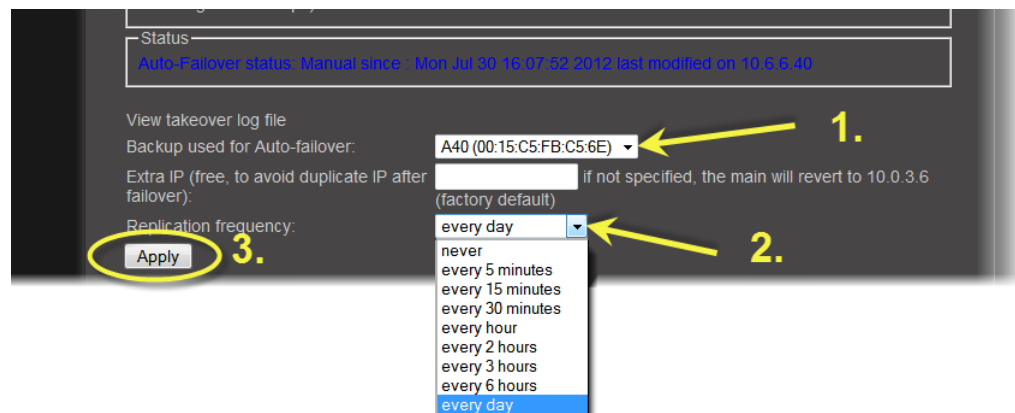 Status
Auto-Failover status: Manual since : Mon Jul 30 16:07:52 2012 last modified on 10.6.6.40
View takeover log file
1.
Backup used for Auto-failover: A40 (00:15:C5:FB:C5:6E)
Extra IP (free, to avoid duplicate IP after if not specified, the main will revert to 10.0.3.6
failover): (factory default)
Replication frequency: every day
2.
Apply 3.
never
every 5 minutes
every 15 minutes
every 30 minutes
every hour
every 2 hours
every 3 hours
every 6 hours
every day